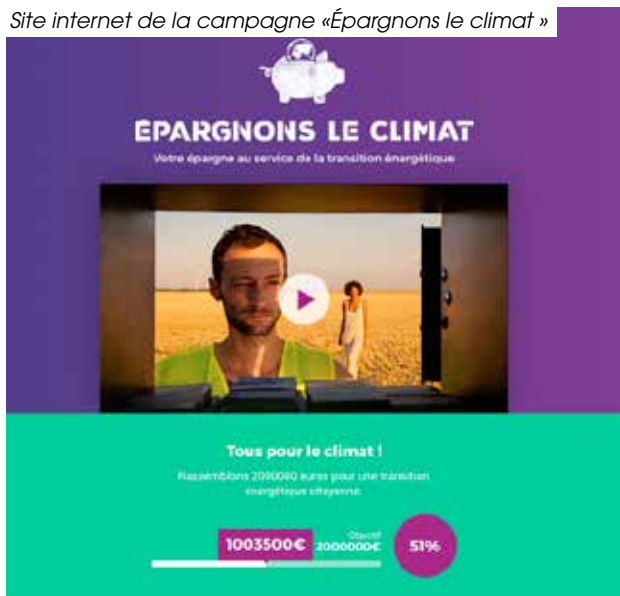 Site internet de la campagne «Épargnons le climat »
ÉPARGNONS LE CLIMAT
Votre épargne au service de la transition énergétique
Tous pour le climat !
Rassemblons 2000000 euros pour une transition
énergétique citoyenne.
Objectif
1003500€ 2000000€ 51%